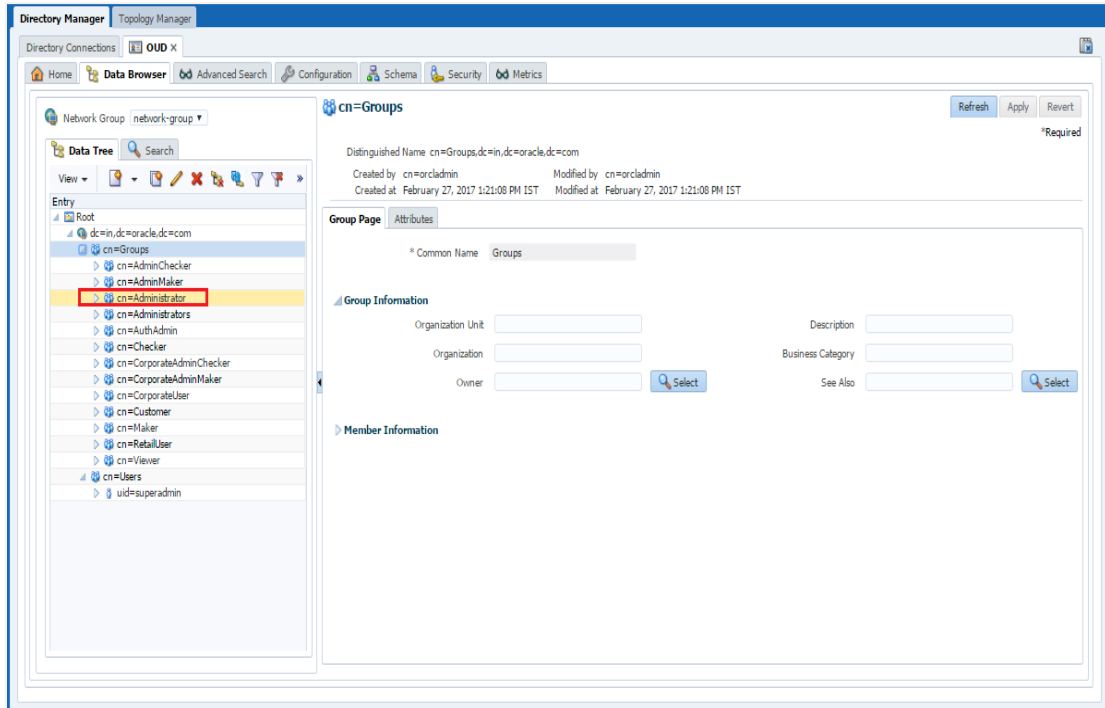 Directory Manager Topology Manager
Directory Connections OUD ×
Home Data Browser Advanced Search Configuration Schema Security Metrics
Network Group network-group
Data Tree Search
View »
Entry
Root
dc=in,dc=oracle,dc=com
cn=Groups
cn=AdminChecker
cn=AdminMaker
cn=Administrator
cn=Administrators
cn=AuthAdmin
cn=Checker
cn=CorporateAdminChecker
cn=CorporateAdminMaker
cn=CorporateUser
cn=Customer
cn=Maker
cn=RetailUser
cn=Viewer
cn=Users
uid=superadmin
cn=Groups
Refresh Apply Revert
*Required
Distinguished Name cn=Groups,dc=in,dc=oracle,dc=com
Created by cn=orcladmin Modified by cn=orcladmin
Created at February 27, 2017 1:21:08 PM IST Modified at February 27, 2017 1:21:08 PM IST
Group Page Attributes
* Common Name Groups
Group Information
Organization Unit Description
Organization Business Category
Owner Select See Also Select
Member Information